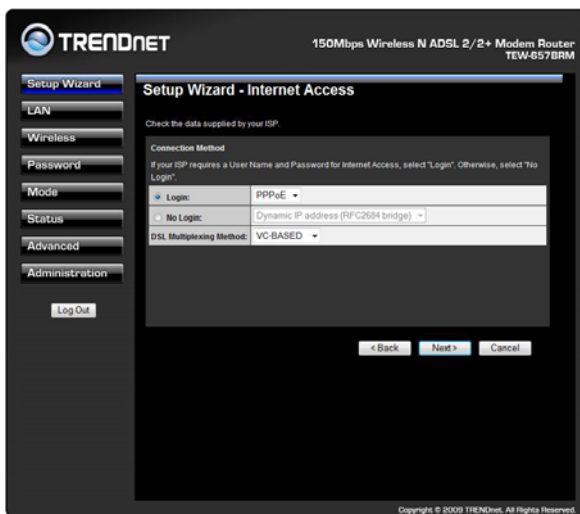 TRENDNET
150Mbps Wireless N ADSL 2/2+ Modem Router
TEW-657BRM
Setup Wizard
LAN
Wireless
Password
Mode
Status
Advanced
Administration
Log Out
Setup Wizard - Internet Access
Check the data supplied by your ISP.
Connection Method
If your ISP requires a User Name and Password for Internet Access, select "Login". Otherwise, select "No
Login".
Login: PPPoE
No Login: Dynamic IP address (RFC2684 bridge)
DSL Multiplexing Method: VC-BASED
< Back Next > Cancel
Copyright © 2009 TRENDnet. All Rights Reserved.